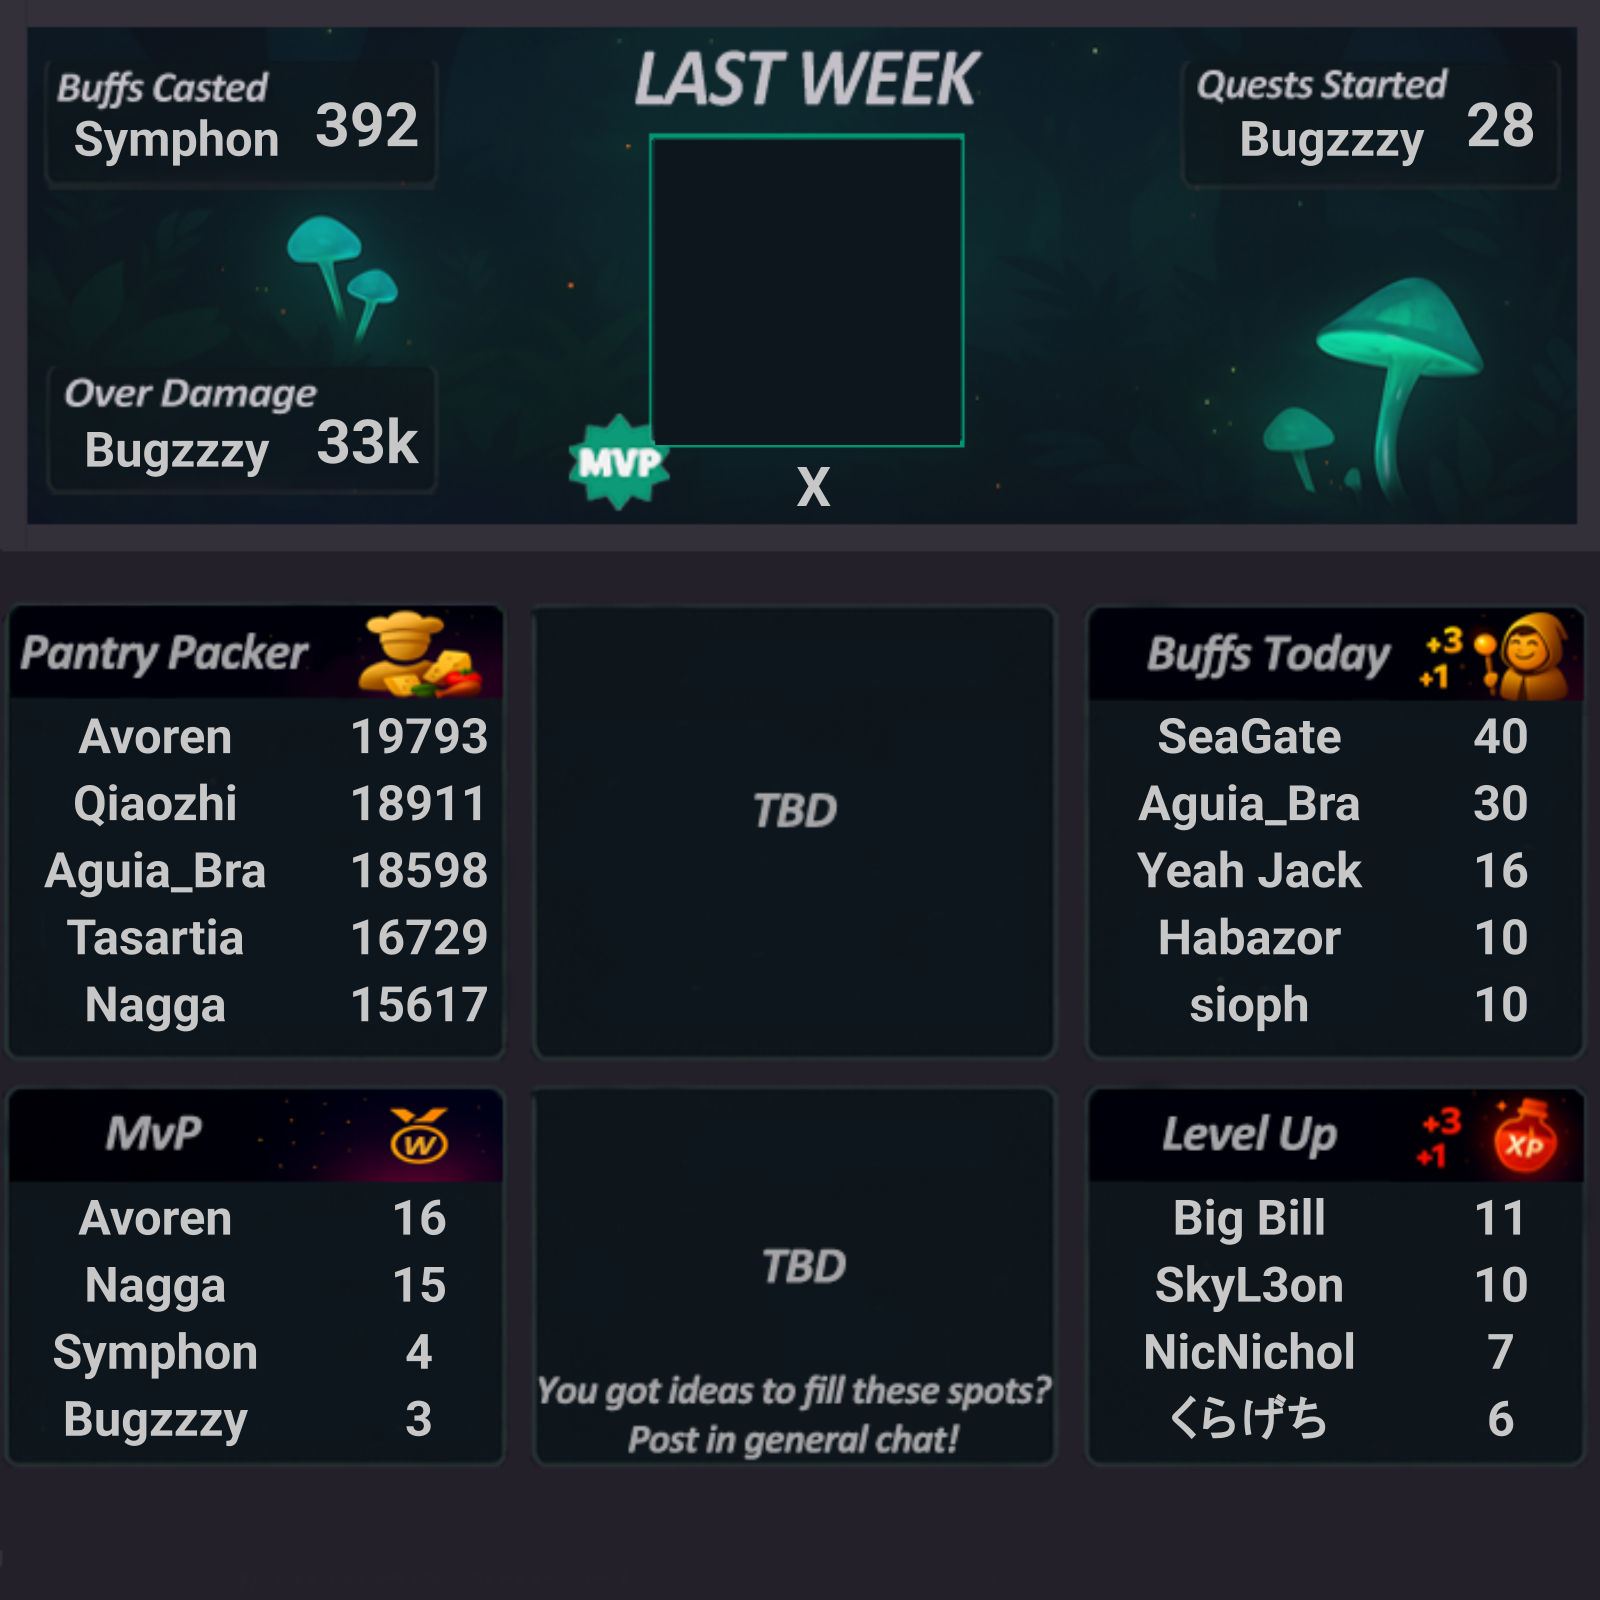 LAST WEEK
Buffs Casted
Symphon 392
Quests Started
Bugzzzy 28
Over Damage
Bugzzzy 33k
MVP
X
Pantry Packer
Avoren 19793
Qiaozhi 18911
Aguia_Bra 18598
Tasartia 16729
Nagga 15617
TBD
Buffs Today +3
+1
SeaGate 40
Aguia_Bra 30
Yeah Jack 16
Habazor 10
sioph 10
MvP W
Avoren 16
Nagga 15
Symphon 4
Bugzzzy 3
TBD
You got ideas to fill these spots?
Post in general chat!
Level Up +3
+1 XP
Big Bill 11
SkyL3on 10
NicNichol 7
くらげち 6